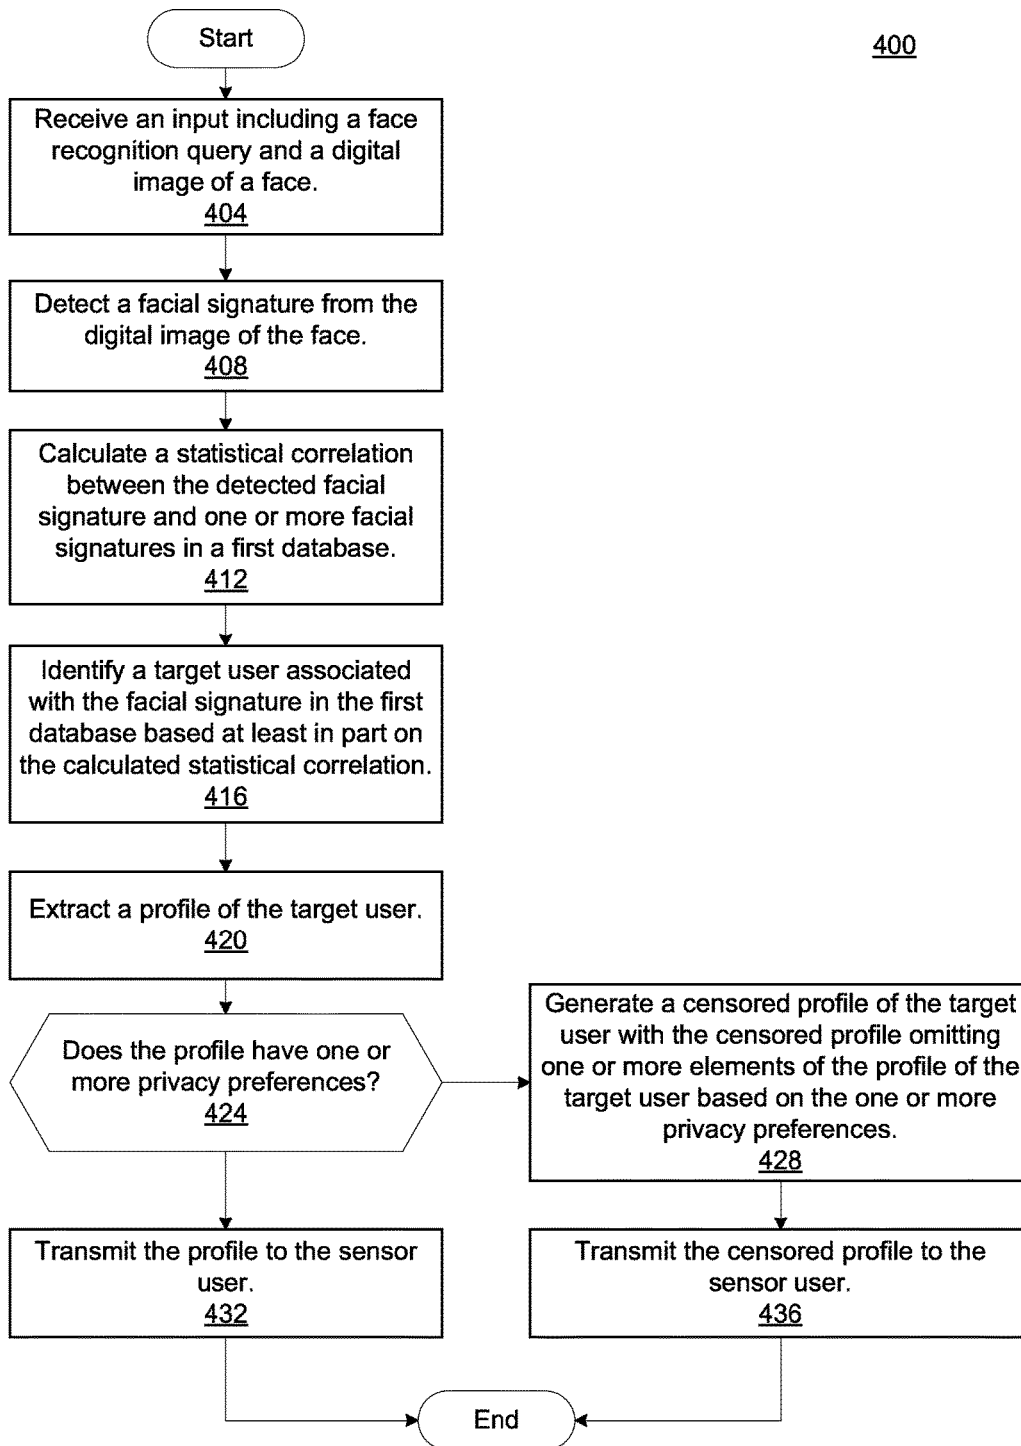 Start
400
Receive an input including a face
recognition query and a digital
image of a face.
404
Detect a facial signature from the
digital image of the face.
408
Calculate a statistical correlation
between the detected facial
signature and one or more facial
signatures in a first database.
412
Identify a target user associated
with the facial signature in the first
database based at least in part on
the calculated statistical correlation.
416
Extract a profile of the target user.
420
Does the profile have one or
more privacy preferences?
424
Generate a censored profile of the target
user with the censored profile omitting
one or more elements of the profile of the
target user based on the one or more
privacy preferences.
428
Transmit the profile to the sensor
user.
432
Transmit the censored profile to the
sensor user.
436
End